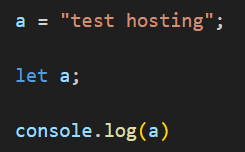 a = "test hosting";
let a;
console.log(a)